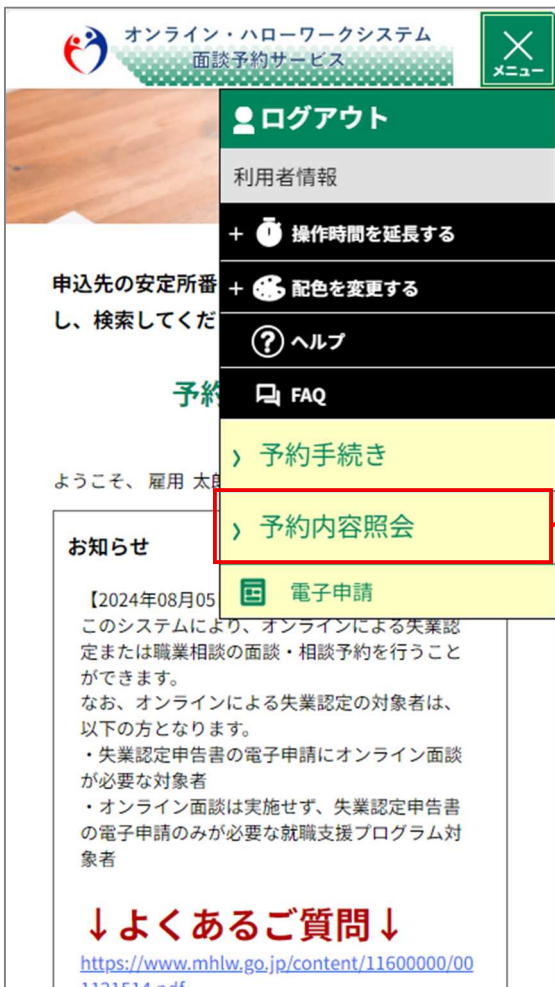 オンライン・ハローワークシステム
面談予約サービス
メニュー
ログアウト
利用者情報
+ 操作時間を延長する
+ 配色を変更する
ヘルプ
FAQ
予約手続き
予約内容照会
電子申請
申込先の安定所番
し、検索してくだ
予約
ようこそ、 雇用 太郎
お知らせ
【2024年08月05
このシステムにより、オンラインによる失業認
定または職業相談の面談・相談予約を行うこと
ができます。
なお、オンラインによる失業認定の対象者は、
以下の方となります。
・失業認定申告書の電子申請にオンライン面談
が必要な対象者
・オンライン面談は実施せず、失業認定申告書
の電子申請のみが必要な就職支援プログラム対
象者
↓よくあるご質問↓
https://www.mhlw.go.jp/content/11600000/00